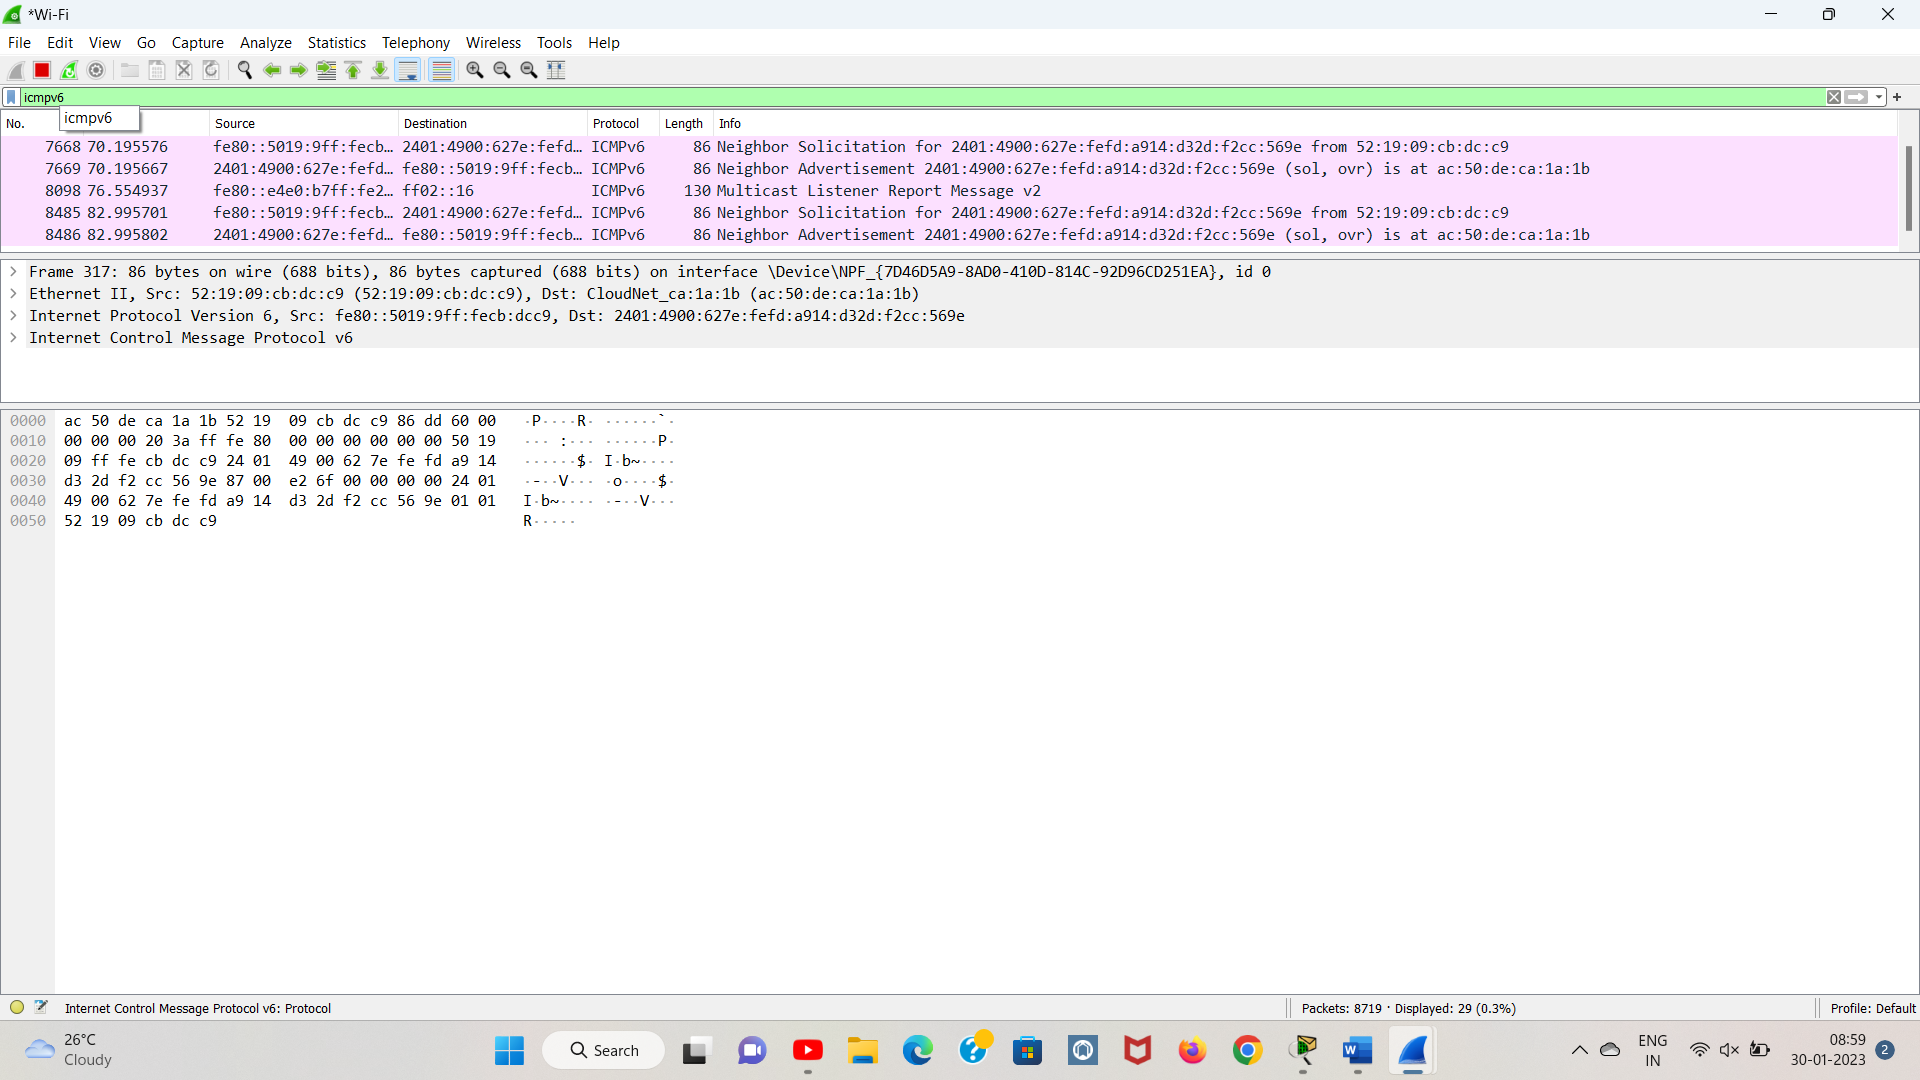 *Wi-Fi
File Edit View Go Capture Analyze Statistics Telephony Wireless Tools Help
icmpv6
icmpv6
No. Source Destination Protocol Length Info
7668 70.195576 fe80::5019:9ff:fecb… 2401:4900:627e:fefd… ICMPv6 86 Neighbor Solicitation for 2401:4900:627e:fefd:a914:d32d:f2cc:569e from 52:19:09:cb:dc:c9
7669 70.195667 2401:4900:627e:fefd… fe80::5019:9ff:fecb… ICMPv6 86 Neighbor Advertisement 2401:4900:627e:fefd:a914:d32d:f2cc:569e (sol, ovr) is at ac:50:de:ca:1a:1b
8098 76.554937 fe80::e4e0:b7ff:fe2… ff02::16 ICMPv6 130 Multicast Listener Report Message v2
8485 82.995701 fe80::5019:9ff:fecb… 2401:4900:627e:fefd… ICMPv6 86 Neighbor Solicitation for 2401:4900:627e:fefd:a914:d32d:f2cc:569e from 52:19:09:cb:dc:c9
8486 82.995802 2401:4900:627e:fefd… fe80::5019:9ff:fecb… ICMPv6 86 Neighbor Advertisement 2401:4900:627e:fefd:a914:d32d:f2cc:569e (sol, ovr) is at ac:50:de:ca:1a:1b
Frame 317: 86 bytes on wire (688 bits), 86 bytes captured (688 bits) on interface \Device\NPF_{7D46D5A9-8AD0-410D-814C-92D96CD251EA}, id 0
Ethernet II, Src: 52:19:09:cb:dc:c9 (52:19:09:cb:dc:c9), Dst: CloudNet_ca:1a:1b (ac:50:de:ca:1a:1b)
Internet Protocol Version 6, Src: fe80::5019:9ff:fecb:dcc9, Dst: 2401:4900:627e:fefd:a914:d32d:f2cc:569e
Internet Control Message Protocol v6
0000 ac 50 de ca 1a 1b 52 19 09 cb dc c9 86 dd 60 00 ·P····R· ······`·
0010 00 00 00 20 3a ff fe 80 00 00 00 00 00 00 50 19 ··· :··· ······P·
0020 09 ff fe cb dc c9 24 01 49 00 62 7e fe fd a9 14 ······$· I·b~····
0030 d3 2d f2 cc 56 9e 87 00 e2 6f 00 00 00 00 24 01 ·-··V··· ·o····$·
0040 49 00 62 7e fe fd a9 14 d3 2d f2 cc 56 9e 01 01 I·b~···· ·-··V···
0050 52 19 09 cb dc c9 R·····
Internet Control Message Protocol v6: Protocol Packets: 8719 · Displayed: 29 (0.3%) Profile: Default
26°C
Cloudy
Search
ENG
IN
08:59
30-01-2023
2